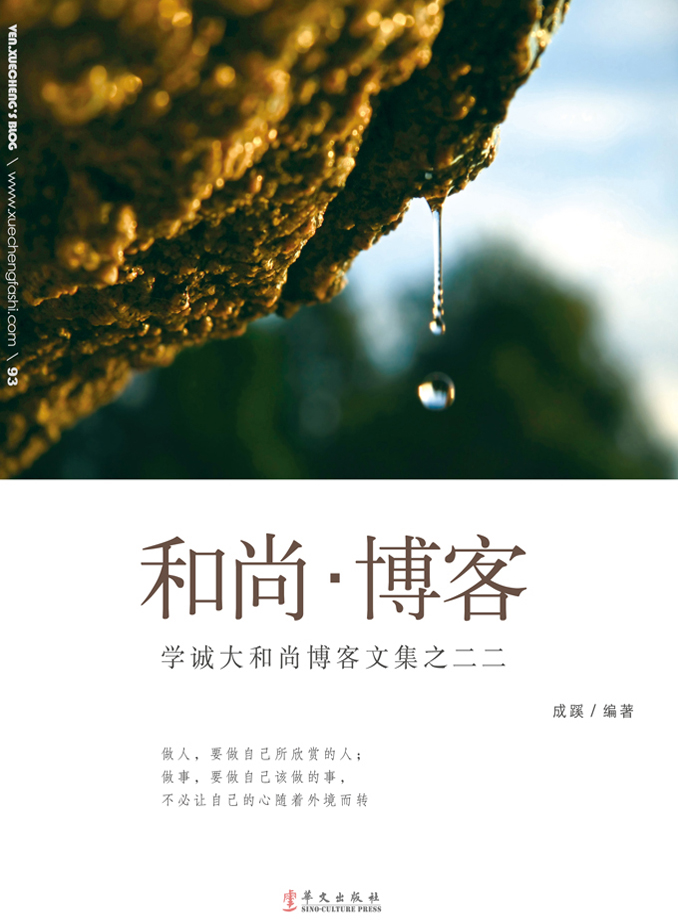 VEN.XUECHENG'S BLOG \ www.xuechengfashi.com \ 93
和尚·博客
学诚大和尚博客文集之二二
成蹊 / 编著
做人，要做自己所欣赏的人；
做事，要做自己该做的事，
不必让自己的心随着外境而转
華文出版社
SINO-CULTURE PRESS